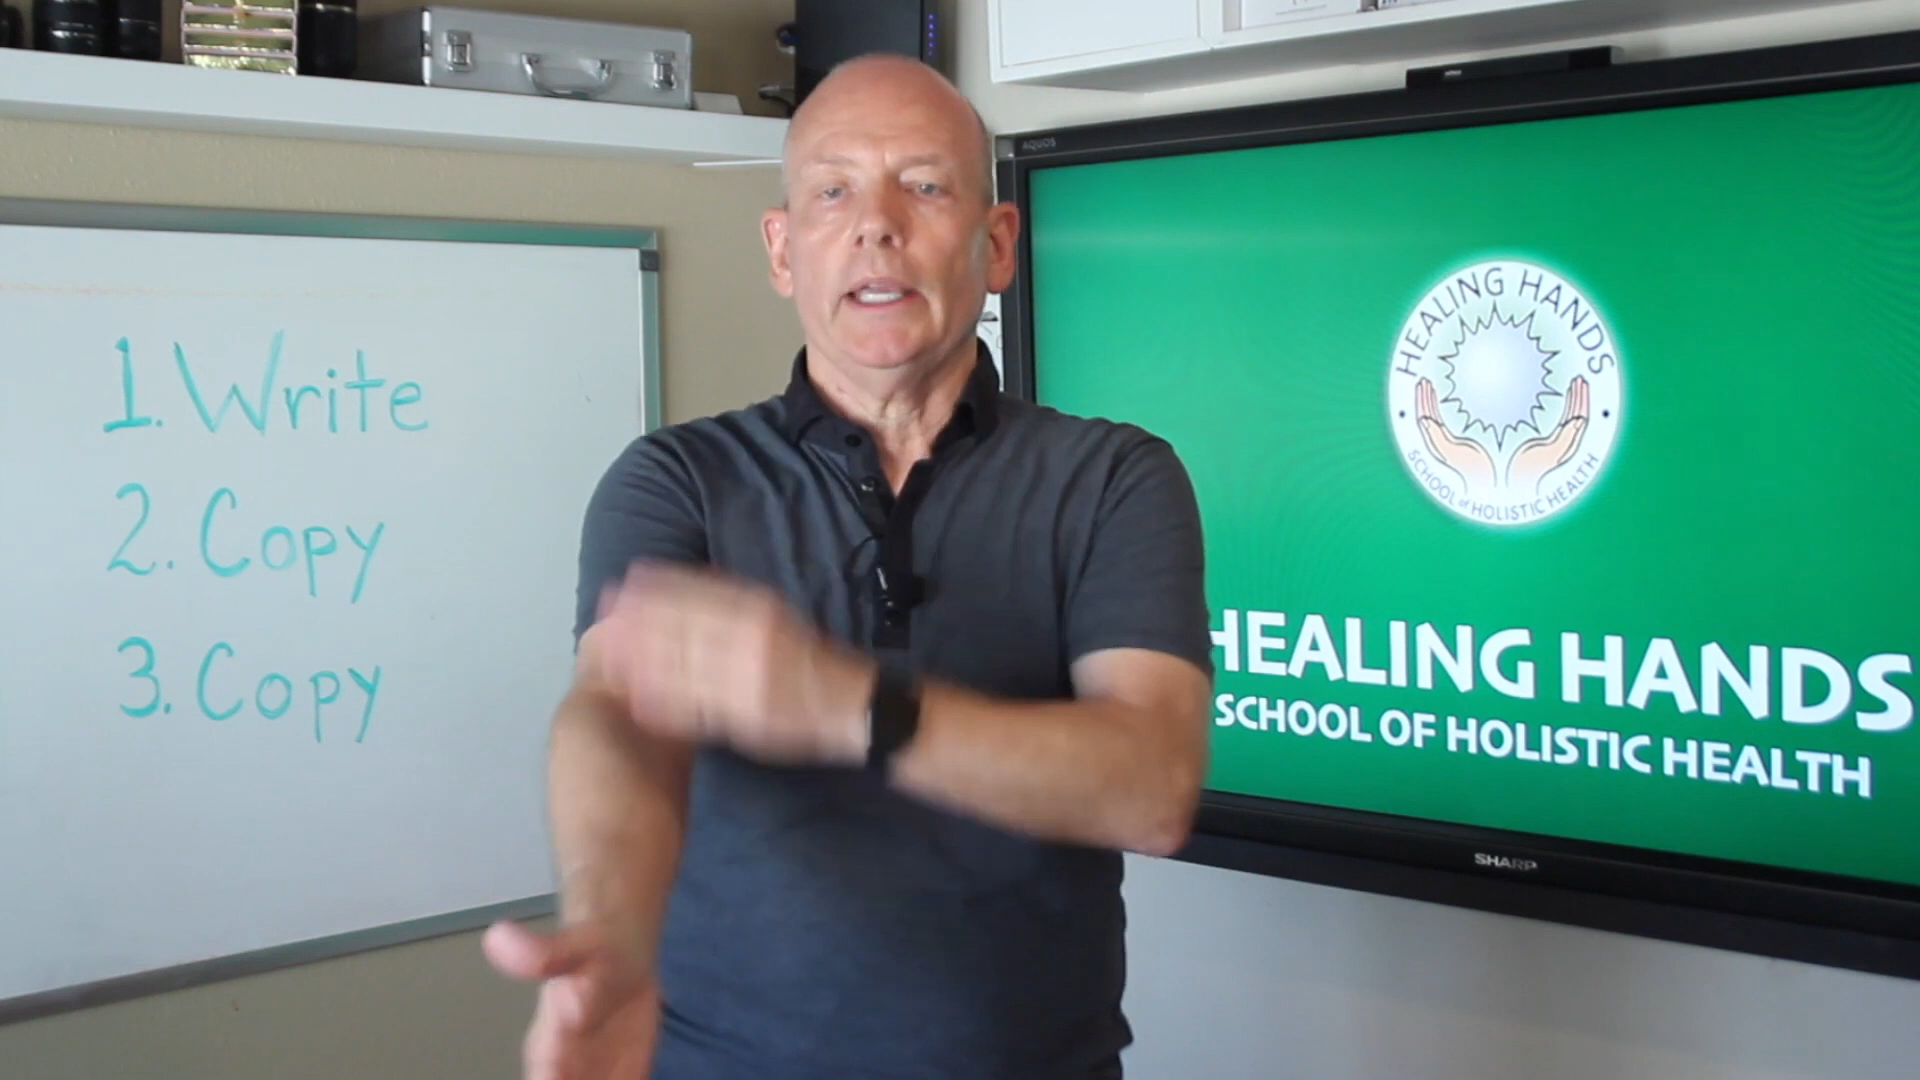 1. Write
2. Copy
3. Copy
AQUOS
HEALING HANDS
SCHOOL of HOLISTIC HEALTH
HEALING HANDS
SCHOOL OF HOLISTIC HEALTH
SHARP